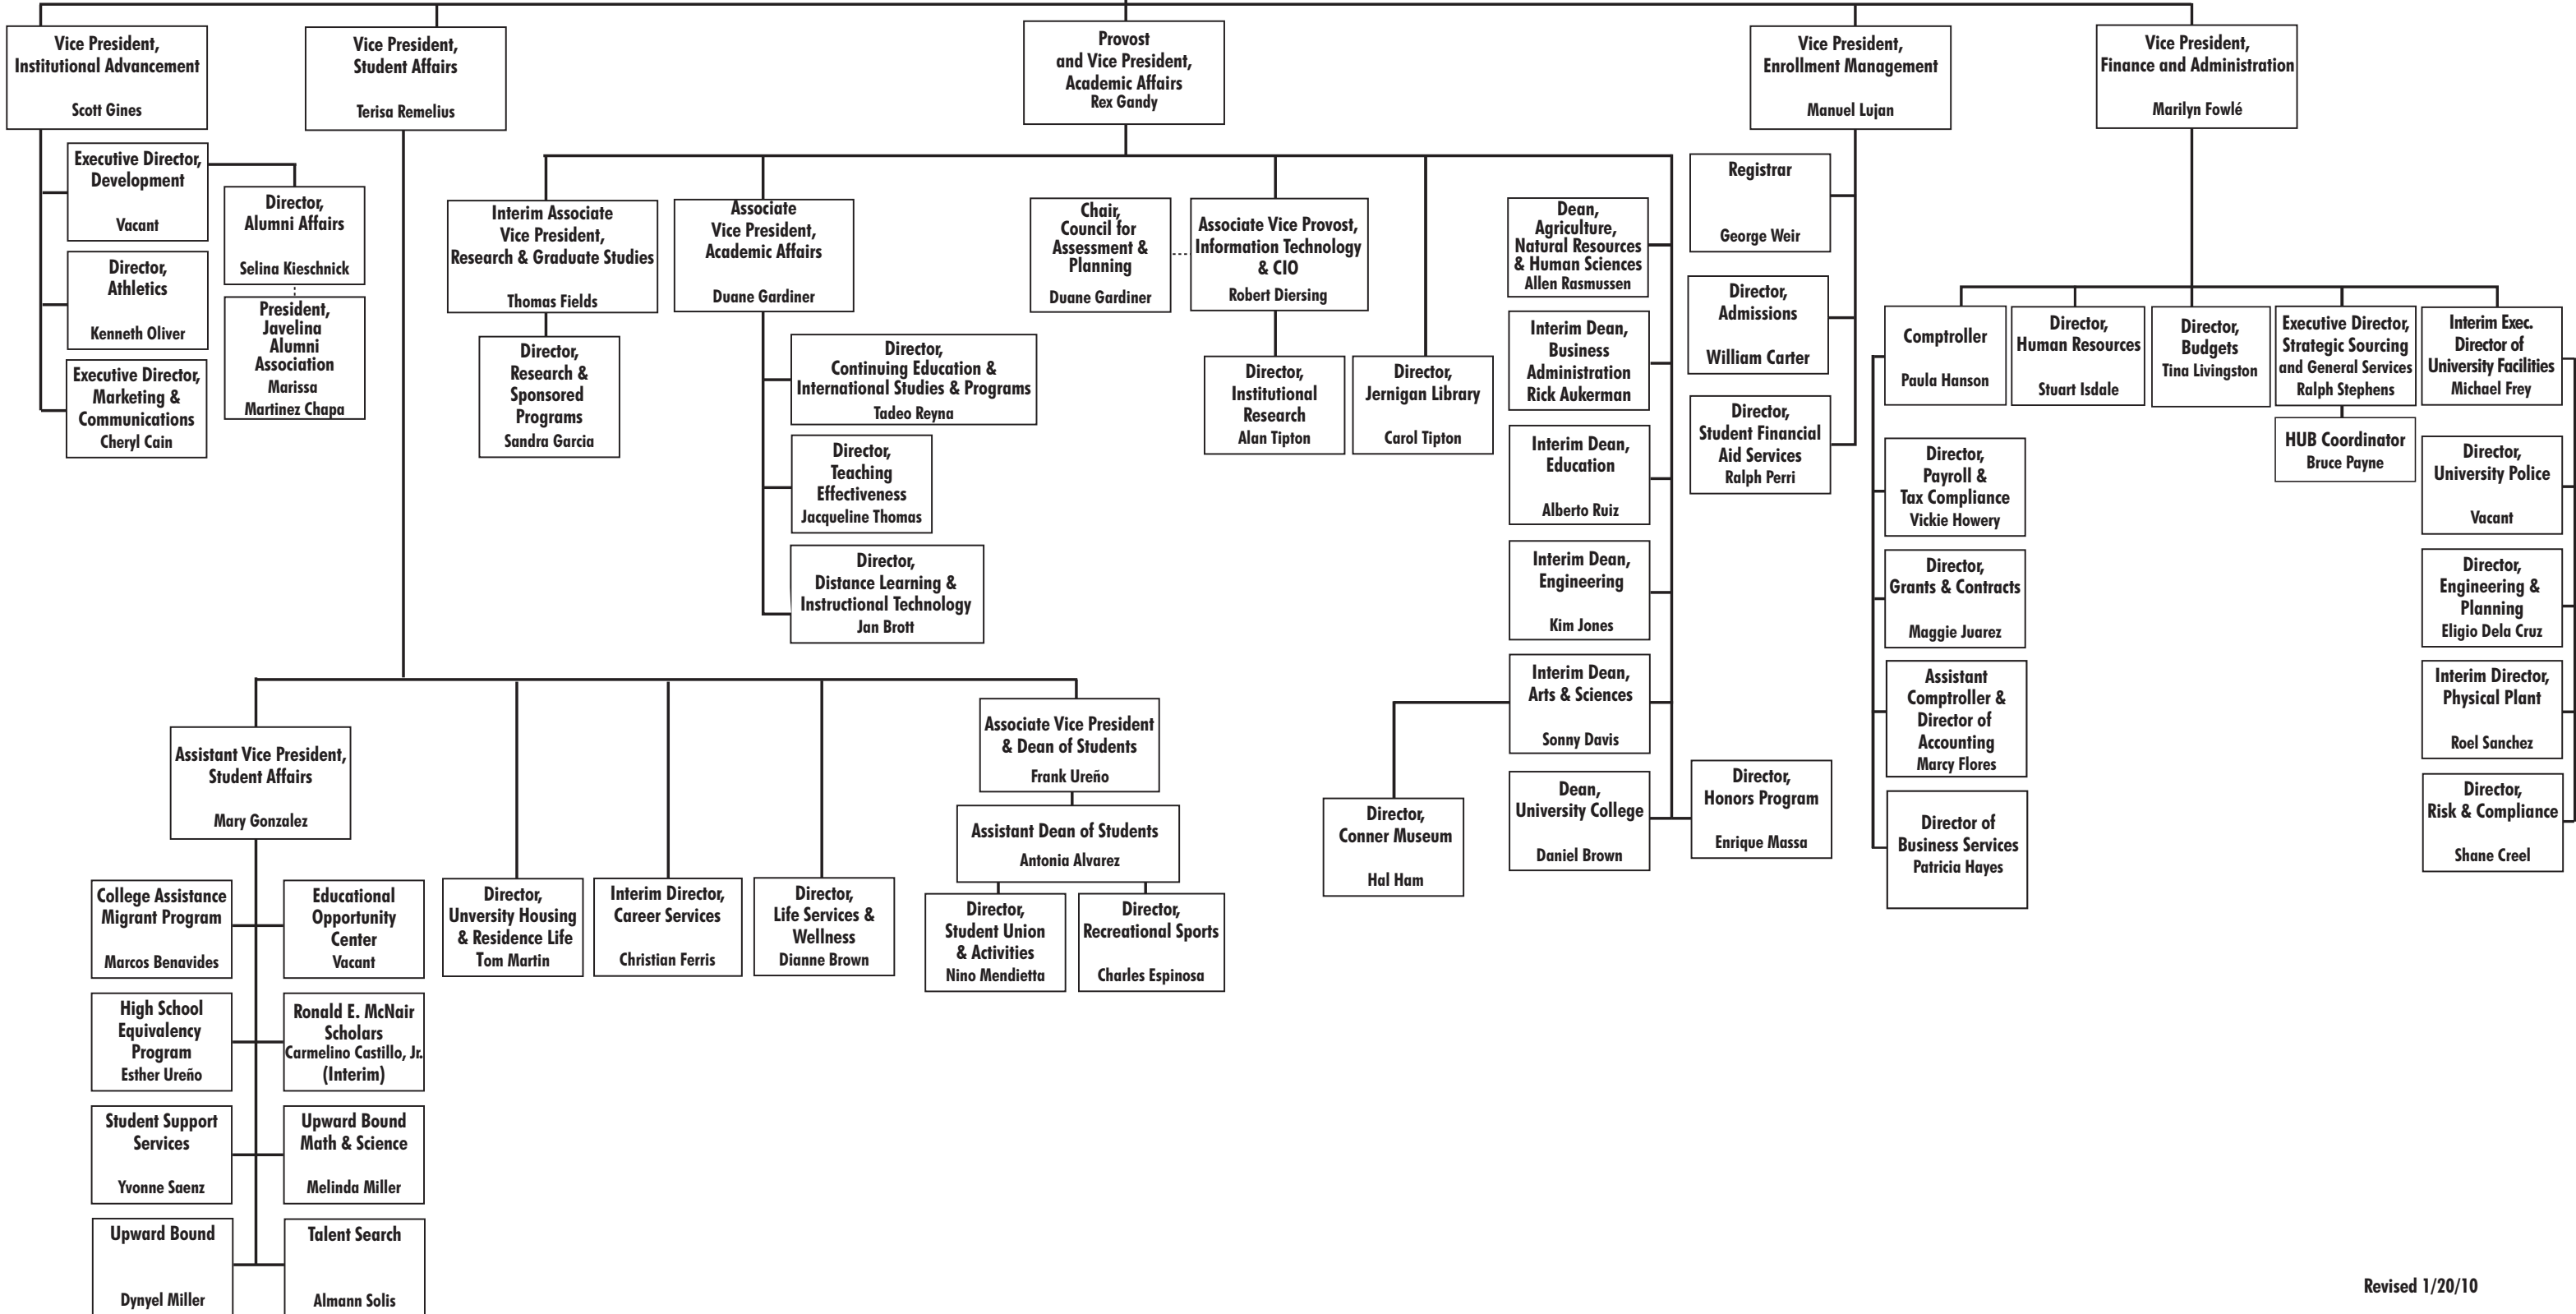 Vice President,
Institutional Advancement
Scott Gines
Vice President,
Student Affairs
Terisa Remelius
Provost
and Vice President,
Academic Affairs
Rex Gandy
Vice President,
Enrollment Management
Manuel Lujan
Vice President,
Finance and Administration
Marilyn Fowlé
Executive Director,
Development
Vacant
Director,
Alumni Affairs
Selina Kieschnick
Director,
Athletics
Kenneth Oliver
President,
Javelina
Alumni
Association
Marissa
Martinez Chapa
Executive Director,
Marketing &
Communications
Cheryl Cain
Interim Associate
Vice President,
Research & Graduate Studies
Thomas Fields
Director,
Research &
Sponsored
Programs
Sandra Garcia
Associate
Vice President,
Academic Affairs
Duane Gardiner
Director,
Continuing Education &
International Studies & Programs
Tadeo Reyna
Director,
Teaching
Effectiveness
Jacqueline Thomas
Director,
Distance Learning &
Instructional Technology
Jan Brott
Chair,
Council for
Assessment &
Planning
Duane Gardiner
Associate Vice Provost,
Information Technology
& CIO
Robert Diersing
Director,
Institutional
Research
Alan Tipton
Director,
Jernigan Library
Carol Tipton
Dean,
Agriculture,
Natural Resources
& Human Sciences
Allen Rasmussen
Interim Dean,
Business
Administration
Rick Aukerman
Interim Dean,
Education
Alberto Ruiz
Interim Dean,
Engineering
Kim Jones
Interim Dean,
Arts & Sciences
Sonny Davis
Dean,
University College
Daniel Brown
Director,
Honors Program
Enrique Massa
Director,
Conner Museum
Hal Ham
Registrar
George Weir
Director,
Admissions
William Carter
Director,
Student Financial
Aid Services
Ralph Perri
Comptroller
Paula Hanson
Director,
Human Resources
Stuart Isdale
Director,
Budgets
Tina Livingston
Executive Director,
Strategic Sourcing
and General Services
Ralph Stephens
Interim Exec.
Director of
University Facilities
Michael Frey
HUB Coordinator
Bruce Payne
Director,
Payroll &
Tax Compliance
Vickie Howery
Director,
Grants & Contracts
Maggie Juarez
Assistant
Comptroller &
Director of
Accounting
Marcy Flores
Director of
Business Services
Patricia Hayes
Director,
University Police
Vacant
Director,
Engineering &
Planning
Eligio Dela Cruz
Interim Director,
Physical Plant
Roel Sanchez
Director,
Risk & Compliance
Shane Creel
Assistant Vice President,
Student Affairs
Mary Gonzalez
Associate Vice President
& Dean of Students
Frank Ureño
Assistant Dean of Students
Antonia Alvarez
College Assistance
Migrant Program
Marcos Benavides
Educational
Opportunity
Center
Vacant
Director,
Unversity Housing
& Residence Life
Tom Martin
Interim Director,
Career Services
Christian Ferris
Director,
Life Services &
Wellness
Dianne Brown
Director,
Student Union
& Activities
Nino Mendietta
Director,
Recreational Sports
Charles Espinosa
High School
Equivalency
Program
Esther Ureño
Ronald E. McNair
Scholars
Carmelino Castillo, Jr.
(Interim)
Student Support
Services
Yvonne Saenz
Upward Bound
Math & Science
Melinda Miller
Upward Bound
Dynyel Miller
Talent Search
Almann Solis
Revised 1/20/10